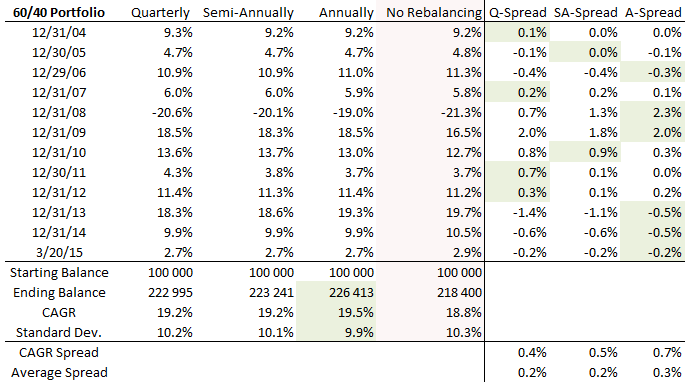 60/40 Portfolio Quarterly Semi-Annually Annually No Rebalancing Q-Spread SA-Spread A-Spread
12/31/04 9.3% 9.2% 9.2% 9.2% 0.1% 0.0% 0.0%
12/30/05 4.7% 4.7% 4.7% 4.8% -0.1% 0.0% -0.1%
12/29/06 10.9% 10.9% 11.0% 11.3% -0.4% -0.4% -0.3%
12/31/07 6.0% 6.0% 5.9% 5.8% 0.2% 0.2% 0.1%
12/31/08 -20.6% -20.1% -19.0% -21.3% 0.7% 1.3% 2.3%
12/31/09 18.5% 18.3% 18.5% 16.5% 2.0% 1.8% 2.0%
12/31/10 13.6% 13.7% 13.0% 12.7% 0.8% 0.9% 0.3%
12/30/11 4.3% 3.8% 3.7% 3.7% 0.7% 0.1% 0.0%
12/31/12 11.4% 11.3% 11.4% 11.2% 0.3% 0.1% 0.2%
12/31/13 18.3% 18.6% 19.3% 19.7% -1.4% -1.1% -0.5%
12/31/14 9.9% 9.9% 9.9% 10.5% -0.6% -0.6% -0.5%
3/20/15 2.7% 2.7% 2.7% 2.9% -0.2% -0.2% -0.2%
Starting Balance 100 000 100 000 100 000 100 000
Ending Balance 222 995 223 241 226 413 218 400
CAGR 19.2% 19.2% 19.5% 18.8%
Standard Dev. 10.2% 10.1% 9.9% 10.3%
CAGR Spread 0.4% 0.5% 0.7%
Average Spread 0.2% 0.2% 0.3%